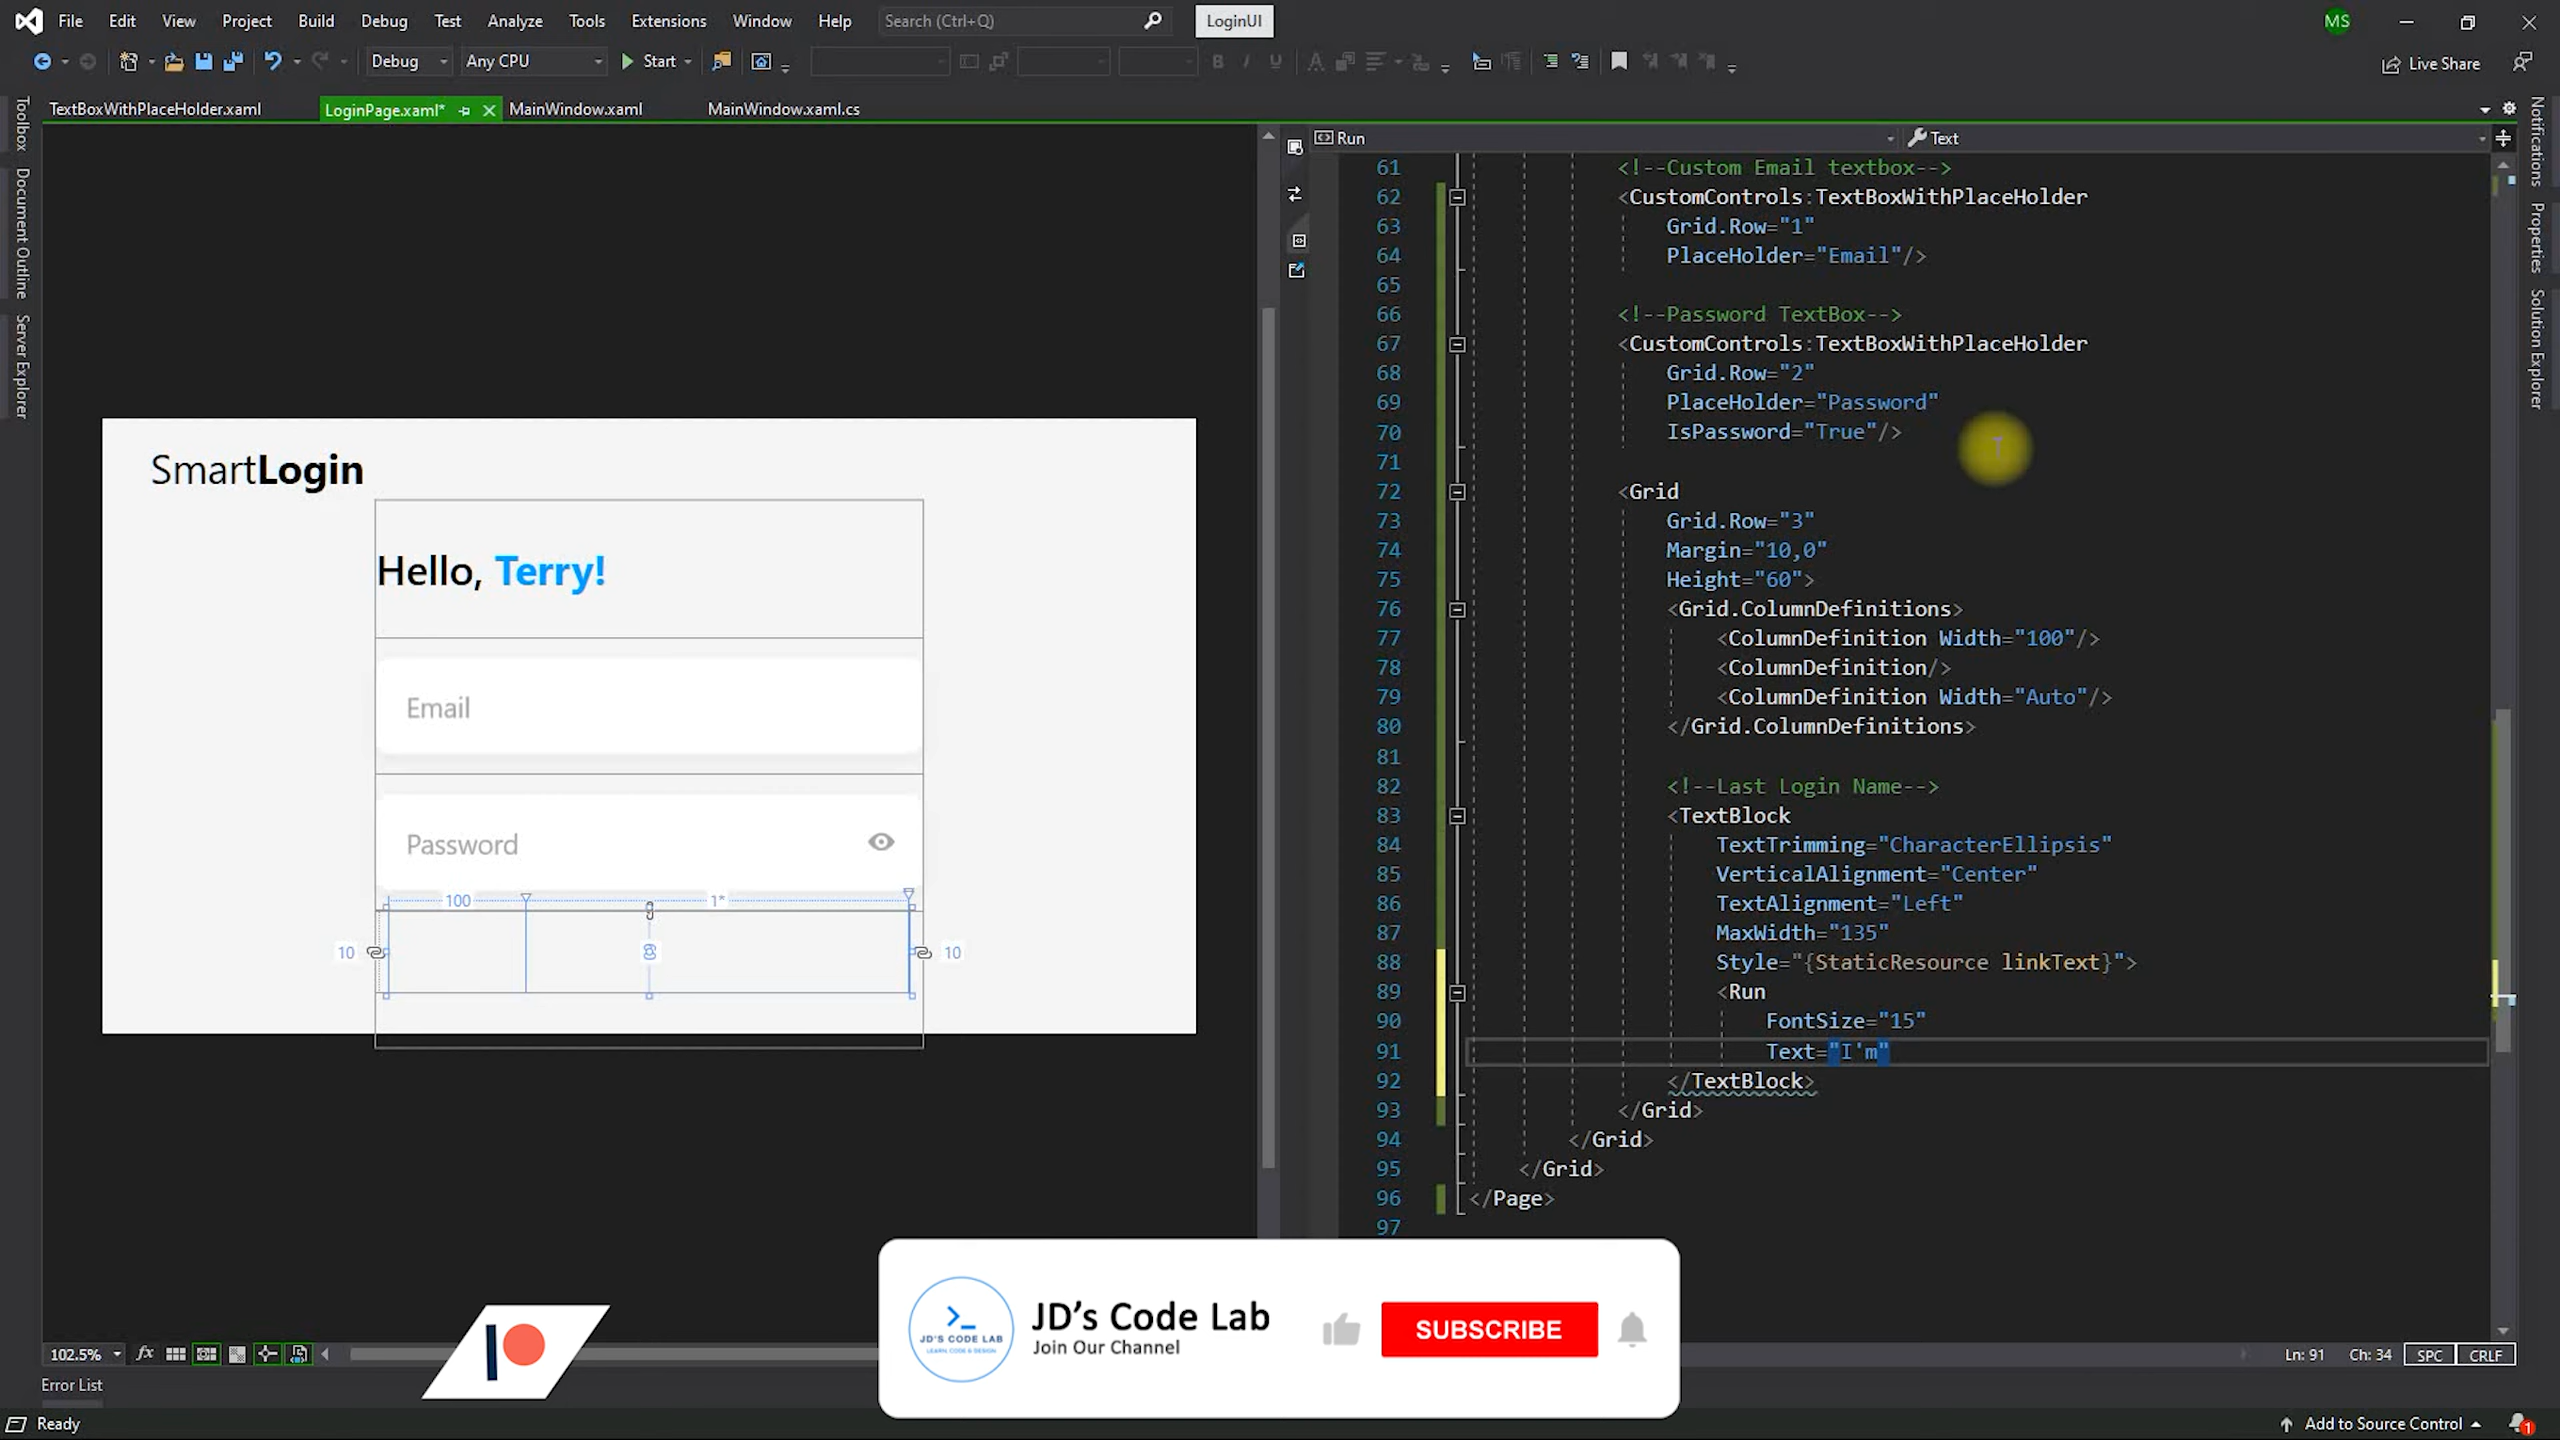 File Edit View Project Build Debug Test Analyze Tools Extensions Window Help Search (Ctrl+Q) LoginUI MS
Debug Any CPU Start Live Share
TextBoxWithPlaceHolder.xaml LoginPage.xaml* MainWindow.xaml MainWindow.xaml.cs
Toolbox
Document Outline
Server Explorer
Notifications
Properties
Solution Explorer
Run Text
61 <!--Custom Email textbox-->
62 <CustomControls:TextBoxWithPlaceHolder
63 Grid.Row="1"
64 PlaceHolder="Email"/>
65
66 <!--Password TextBox-->
67 <CustomControls:TextBoxWithPlaceHolder
68 Grid.Row="2"
69 PlaceHolder="Password"
70 IsPassword="True"/>
71
72 <Grid
73 Grid.Row="3"
74 Margin="10,0"
75 Height="60">
76 <Grid.ColumnDefinitions>
77 <ColumnDefinition Width="100"/>
78 <ColumnDefinition/>
79 <ColumnDefinition Width="Auto"/>
80 </Grid.ColumnDefinitions>
81
82 <!--Last Login Name-->
83 <TextBlock
84 TextTrimming="CharacterEllipsis"
85 VerticalAlignment="Center"
86 TextAlignment="Left"
87 MaxWidth="135"
88 Style="{StaticResource linkText}">
89 <Run
90 FontSize="15"
91 Text="I'm"
92 </TextBlock>
93 </Grid>
94 </Grid>
95 </Grid>
96 </Page>
97
SmartLogin
Hello, Terry!
Email
Password
100 1*
10 10
JD'S CODE LAB
LEARN, CODE & DESIGN
JD's Code Lab
Join Our Channel
SUBSCRIBE
102.5% fx
Ln: 91 Ch: 34 SPC CRLF
Error List
Ready
Add to Source Control 1